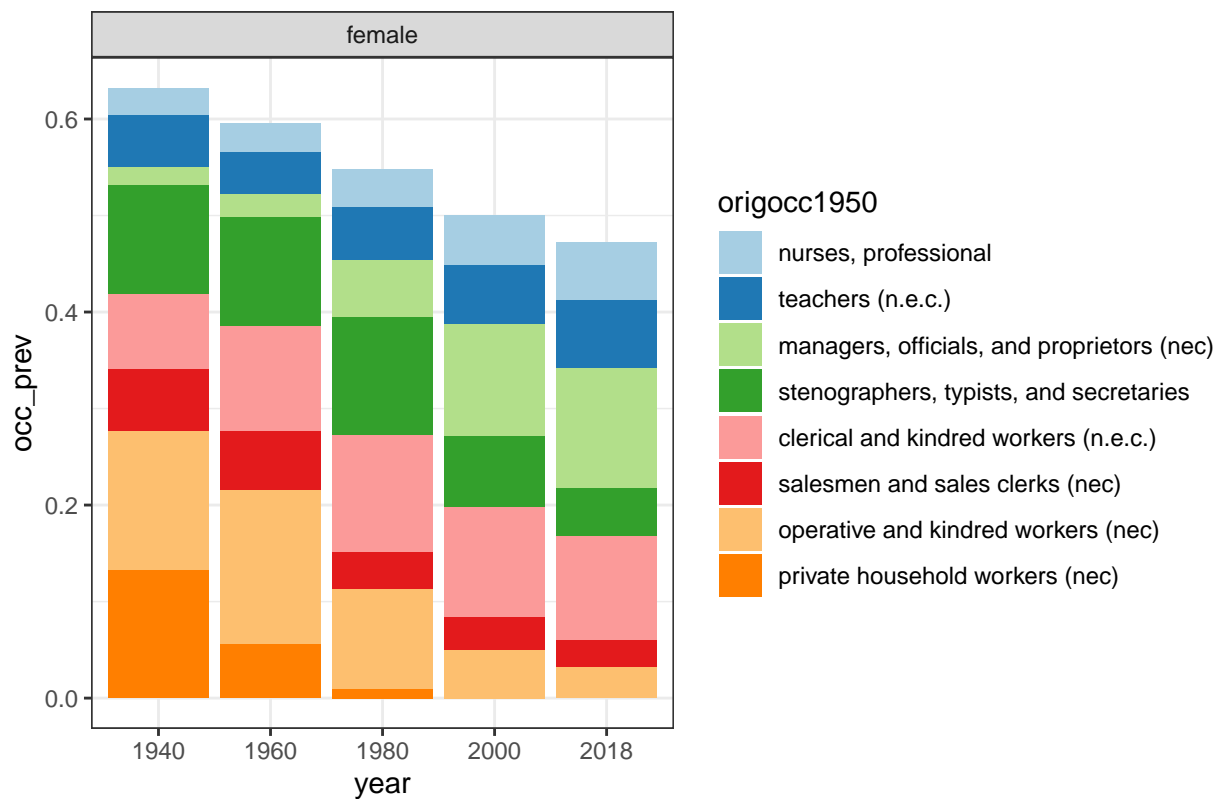 female
0.6
0.4
0.2
0.0
occ_prev
1940 1960 1980 2000 2018
year
origocc1950
nurses, professional
teachers (n.e.c.)
managers, officials, and proprietors (nec)
stenographers, typists, and secretaries
clerical and kindred workers (n.e.c.)
salesmen and sales clerks (nec)
operative and kindred workers (nec)
private household workers (nec)